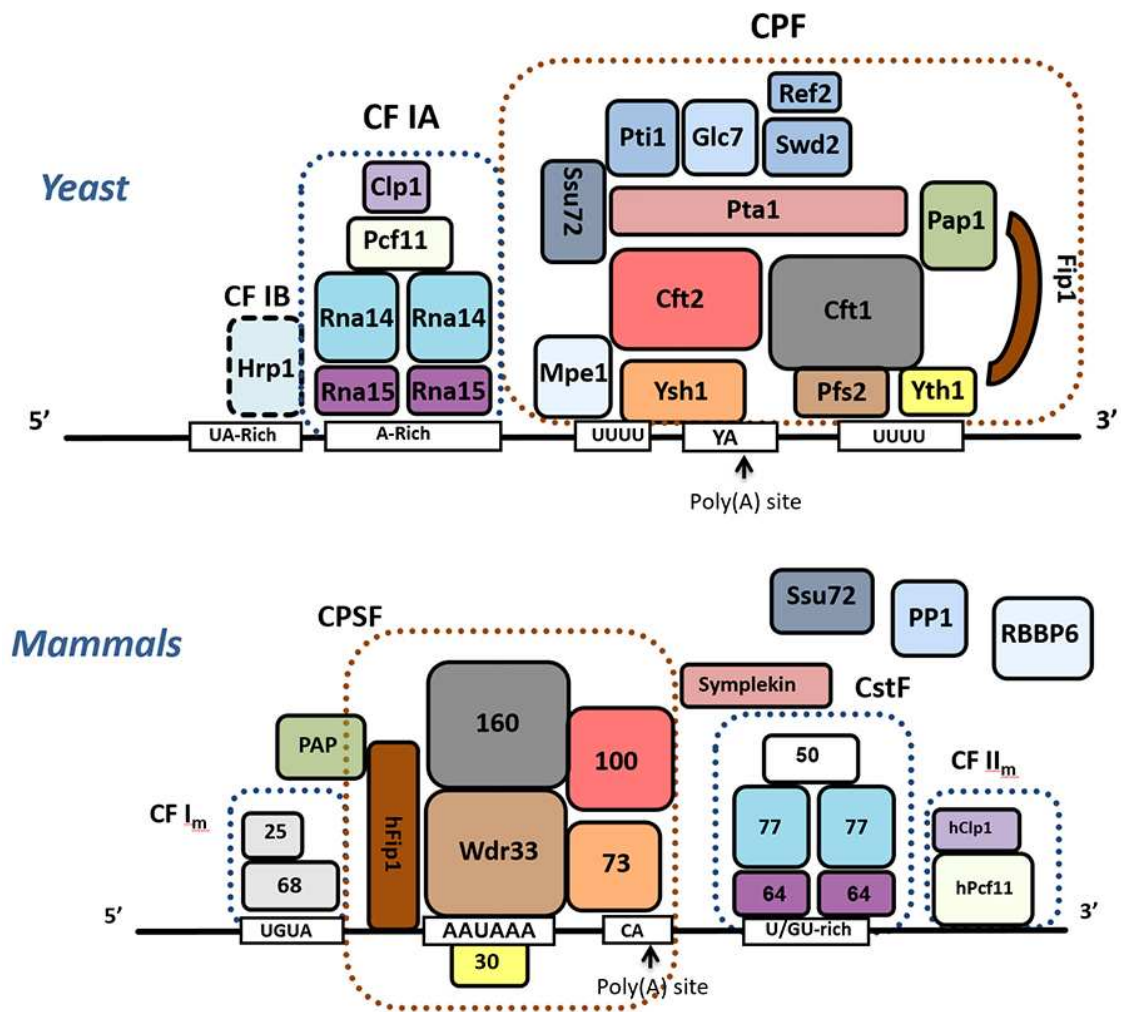 CPF
CF IA
Yeast
Clp1
Pcf11
Rna14 Rna14
Rna15 Rna15
CF IB
Hrp1
Ref2
Pti1 Glc7 Swd2
Ssu72
Pta1
Pap1
Fip1
Cft2 Cft1
Mpe1 Ysh1 Pfs2 Yth1
5’ 3’
UA-Rich A-Rich UUUU YA UUUU
Poly(A) site
Mammals
CPSF
Ssu72 PP1 RBBP6
Symplekin
CstF
PAP
160 100
hFip1
Wdr33 73
CF Im
25
68
50
77 77
64 64
CF IIm
hClp1
hPcf11
5’ 3’
UGUA AAUAAA CA U/GU-rich
30
Poly(A) site